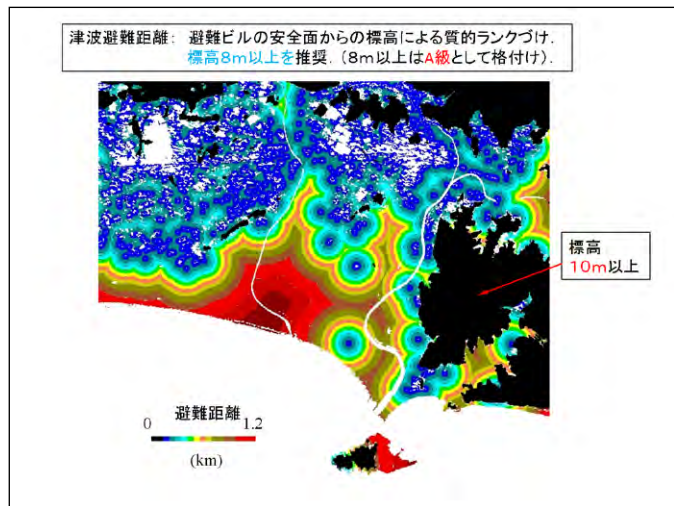 津波避難距離： 避難ビルの安全面からの標高による質的ランクづけ．
標高８ｍ以上を推奨．（８ｍ以上はA級として格付け）．
標高
１０ｍ以上
避難距離
0 1.2
(km)